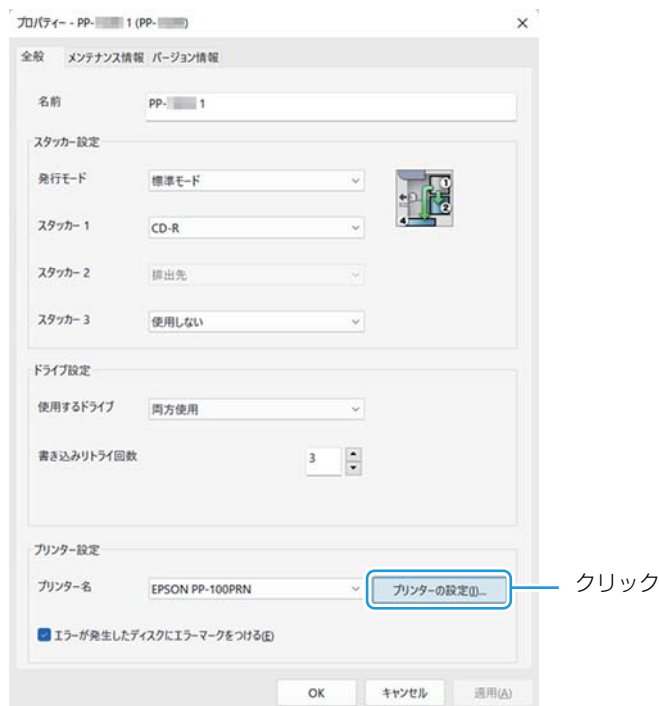 プロパティー - PP- 1 (PP- )
全般 メンテナンス情報 バージョン情報
名前 PP- 1
スタッカー設定
発行モード 標準モード
スタッカー 1 CD-R
スタッカー 2 排出先
スタッカー 3 使用しない
1
2
3
4
ドライブ設定
使用するドライブ 両方使用
書き込みリトライ回数 3
プリンター設定
プリンター名 EPSON PP-100PRN プリンターの設定(I)... クリック
エラーが発生したディスクにエラーマークをつける(E)
OK キャンセル 適用(A)